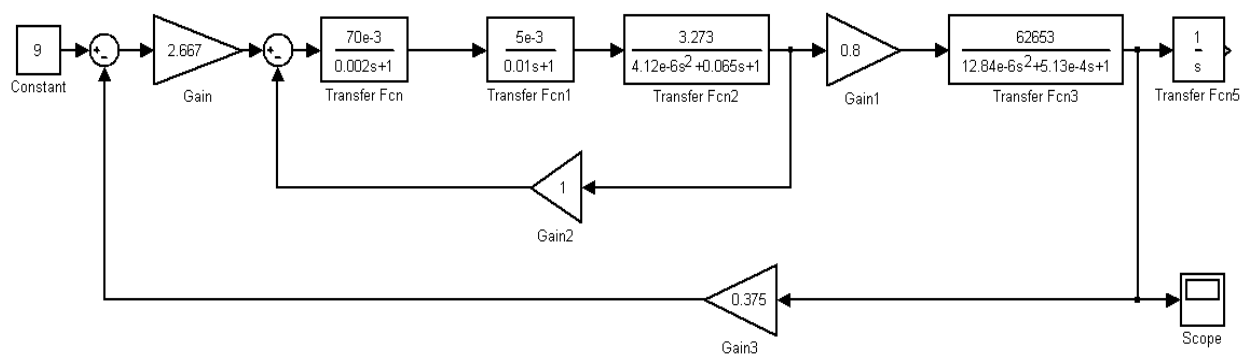 9
Constant
2.667
Gain
70e-3
0.002s+1
Transfer Fcn
5e-3
0.01s+1
Transfer Fcn1
3.273
4.12e-6s²+0.065s+1
Transfer Fcn2
0.8
Gain1
62653
12.84e-6s²+5.13e-4s+1
Transfer Fcn3
1
s
Transfer Fcn5
1
Gain2
0.375
Gain3
Scope